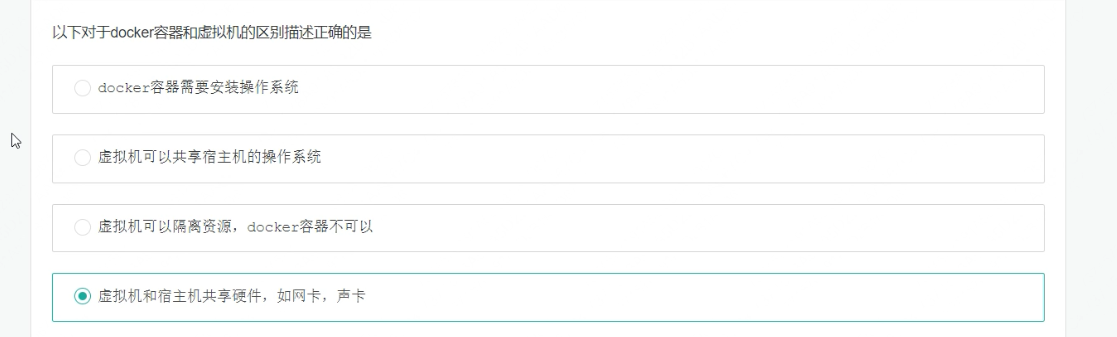 以下对于docker容器和虚拟机的区别描述正确的是
docker容器需要安装操作系统
虚拟机可以共享宿主机的操作系统
虚拟机可以隔离资源，docker容器不可以
虚拟机和宿主机共享硬件，如网卡，声卡